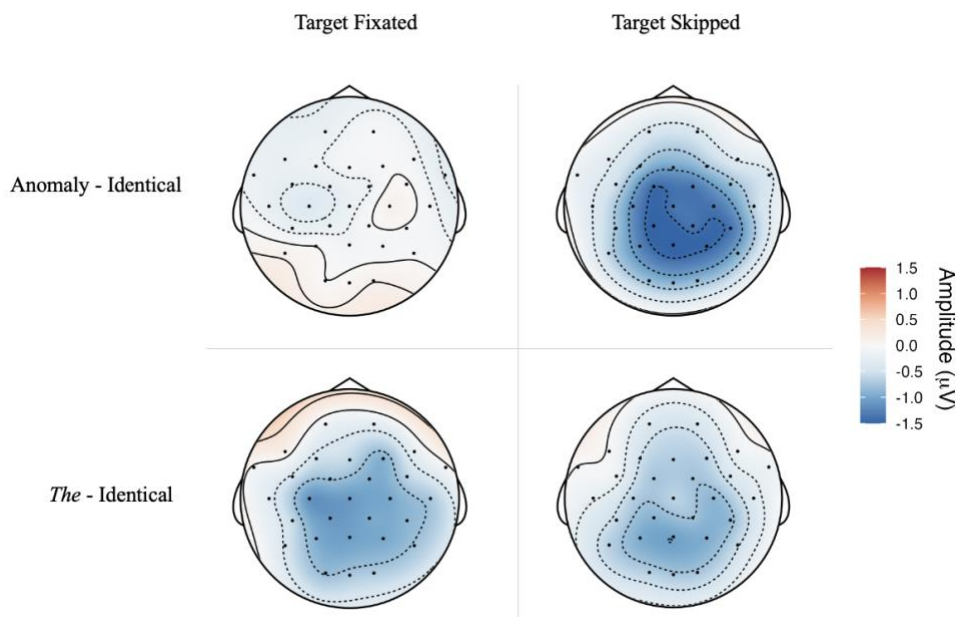 Target Fixated
Target Skipped
Anomaly - Identical
The - Identical
1.5
1.0
0.5
0.0
-0.5
-1.0
-1.5
Amplitude (μV)